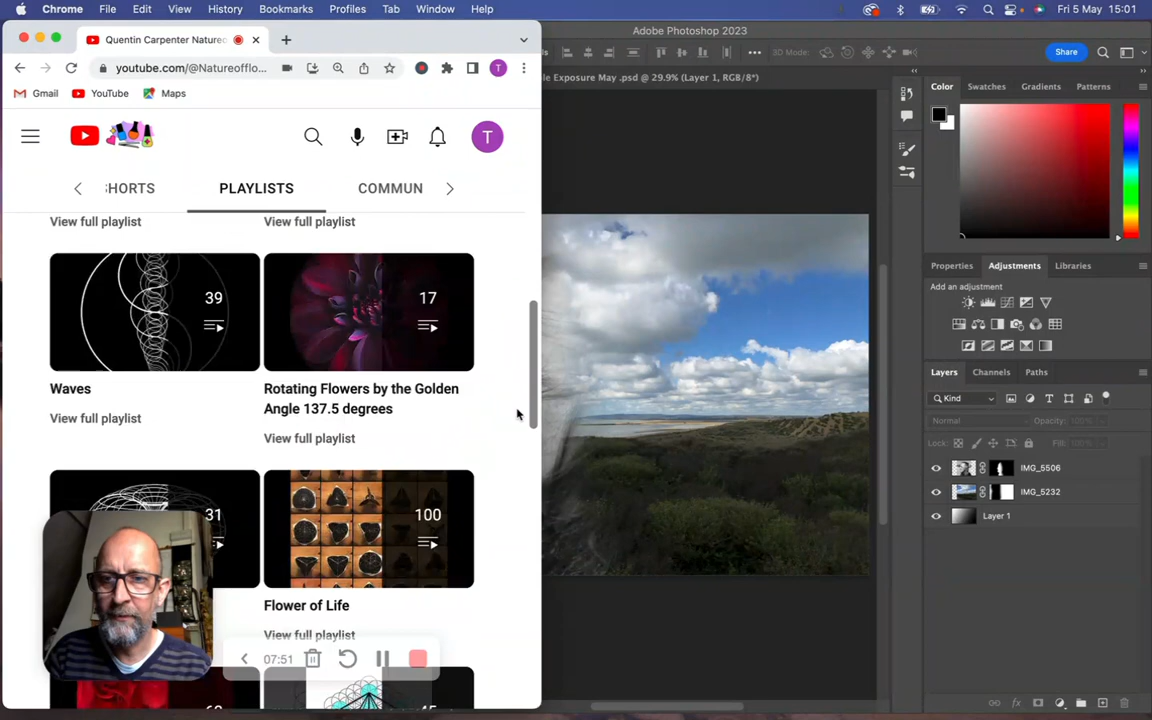 Chrome File Edit View History Bookmarks Profiles Tab Window Help Fri 5 May 15:01
Quentin Carpenter Nature
Adobe Photoshop 2023
3D Mode:
Share
youtube.com/@Natureofflo...
T
le Exposure May .psd @ 29.9% (Layer 1, RGB/8*)
Gmail YouTube Maps
Color Swatches Gradients Patterns
T
HORTS PLAYLISTS COMMUN
View full playlist View full playlist
39 17
Properties Adjustments Libraries
Add an adjustment
Waves
Rotating Flowers by the Golden
Angle 137.5 degrees
View full playlist
View full playlist
Layers Channels Paths
Kind
Normal Opacity:
Lock: Fill: 100%
IMG_5506
IMG_5232
Layer 1
31 100
Flower of Life
View full playlist
07:51
fx